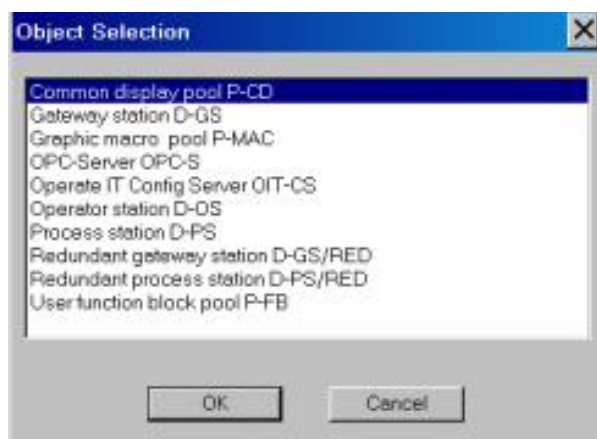 Object Selection
Common display pool P-CD
Gateway station D-GS
Graphic macro pool P-MAC
OPC-Server OPC-S
Operate IT Config Server OIT-CS
Operator station D-OS
Process station D-PS
Redundant gateway station D-GS/RED
Redundant process station D-PS/RED
User function block pool P-FB
OK Cancel